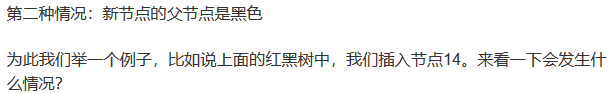 第二种情况：新节点的父节点是黑色
为此我们举一个例子，比如说上面的红黑树中，我们插入节点14。来看一下会发生什
么情况？